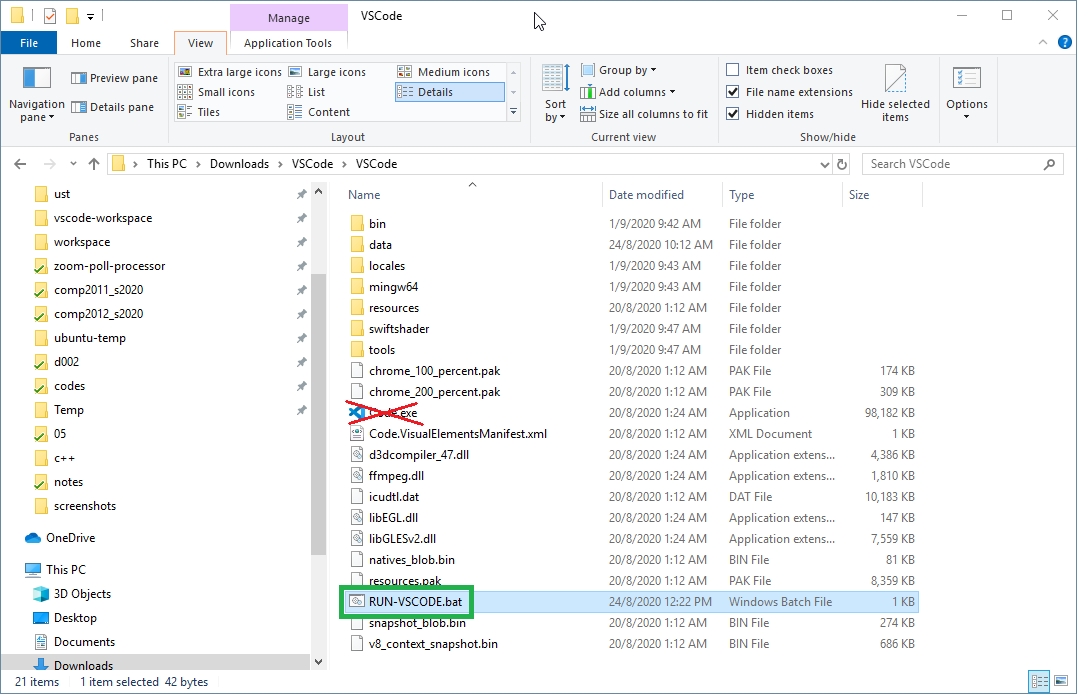 Manage
VSCode
File
Home
Share
View
Application Tools
Navigation pane
Preview pane
Details pane
Panes
Extra large icons
Large icons
Medium icons
Small icons
List
Details
Tiles
Content
Layout
Sort by
Group by
Add columns
Size all columns to fit
Current view
Item check boxes
File name extensions
Hidden items
Hide selected items
Show/hide
Options
This PC > Downloads > VSCode > VSCode
Search VSCode
ust
vscode-workspace
workspace
zoom-poll-processor
comp2011_s2020
comp2012_s2020
ubuntu-temp
d002
codes
Temp
05
c++
notes
screenshots
OneDrive
This PC
3D Objects
Desktop
Documents
Downloads
Name Date modified Type Size
bin 1/9/2020 9:42 AM File folder
data 24/8/2020 10:12 AM File folder
locales 1/9/2020 9:43 AM File folder
mingw64 1/9/2020 9:43 AM File folder
resources 20/8/2020 1:12 AM File folder
swiftshader 1/9/2020 9:47 AM File folder
tools 1/9/2020 9:47 AM File folder
chrome_100_percent.pak 20/8/2020 1:12 AM PAK File 174 KB
chrome_200_percent.pak 20/8/2020 1:12 AM PAK File 309 KB
Code.exe 20/8/2020 1:24 AM Application 98,182 KB
Code.VisualElementsManifest.xml 20/8/2020 1:12 AM XML Document 1 KB
d3dcompiler_47.dll 20/8/2020 1:24 AM Application extens... 4,386 KB
ffmpeg.dll 20/8/2020 1:24 AM Application extens... 1,810 KB
icudtl.dat 20/8/2020 1:12 AM DAT File 10,183 KB
libEGL.dll 20/8/2020 1:24 AM Application extens... 147 KB
libGLESv2.dll 20/8/2020 1:24 AM Application extens... 7,559 KB
natives_blob.bin 20/8/2020 1:12 AM BIN File 81 KB
resources.pak 20/8/2020 1:12 AM PAK File 8,359 KB
RUN-VSCODE.bat 24/8/2020 12:22 PM Windows Batch File 1 KB
snapshot_blob.bin 20/8/2020 1:12 AM BIN File 274 KB
v8_context_snapshot.bin 20/8/2020 1:12 AM BIN File 686 KB
21 items 1 item selected 42 bytes